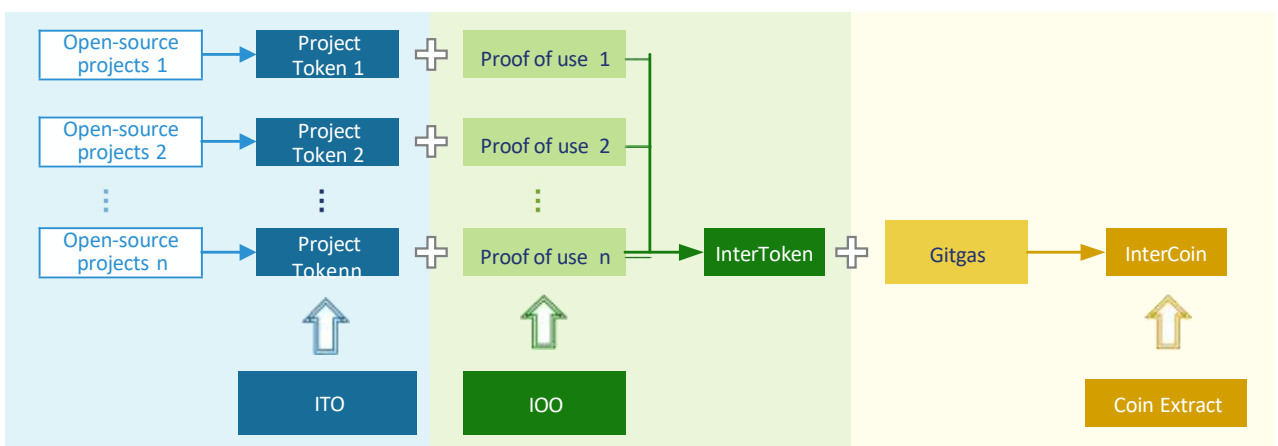 Open-source
projects 1
Project
Token 1
Proof of use 1
Open-source
projects 2
Project
Token 2
Proof of use 2
Open-source
projects n
Project
Tokenn
Proof of use n
InterToken
Gitgas
InterCoin
ITO
IOO
Coin Extract